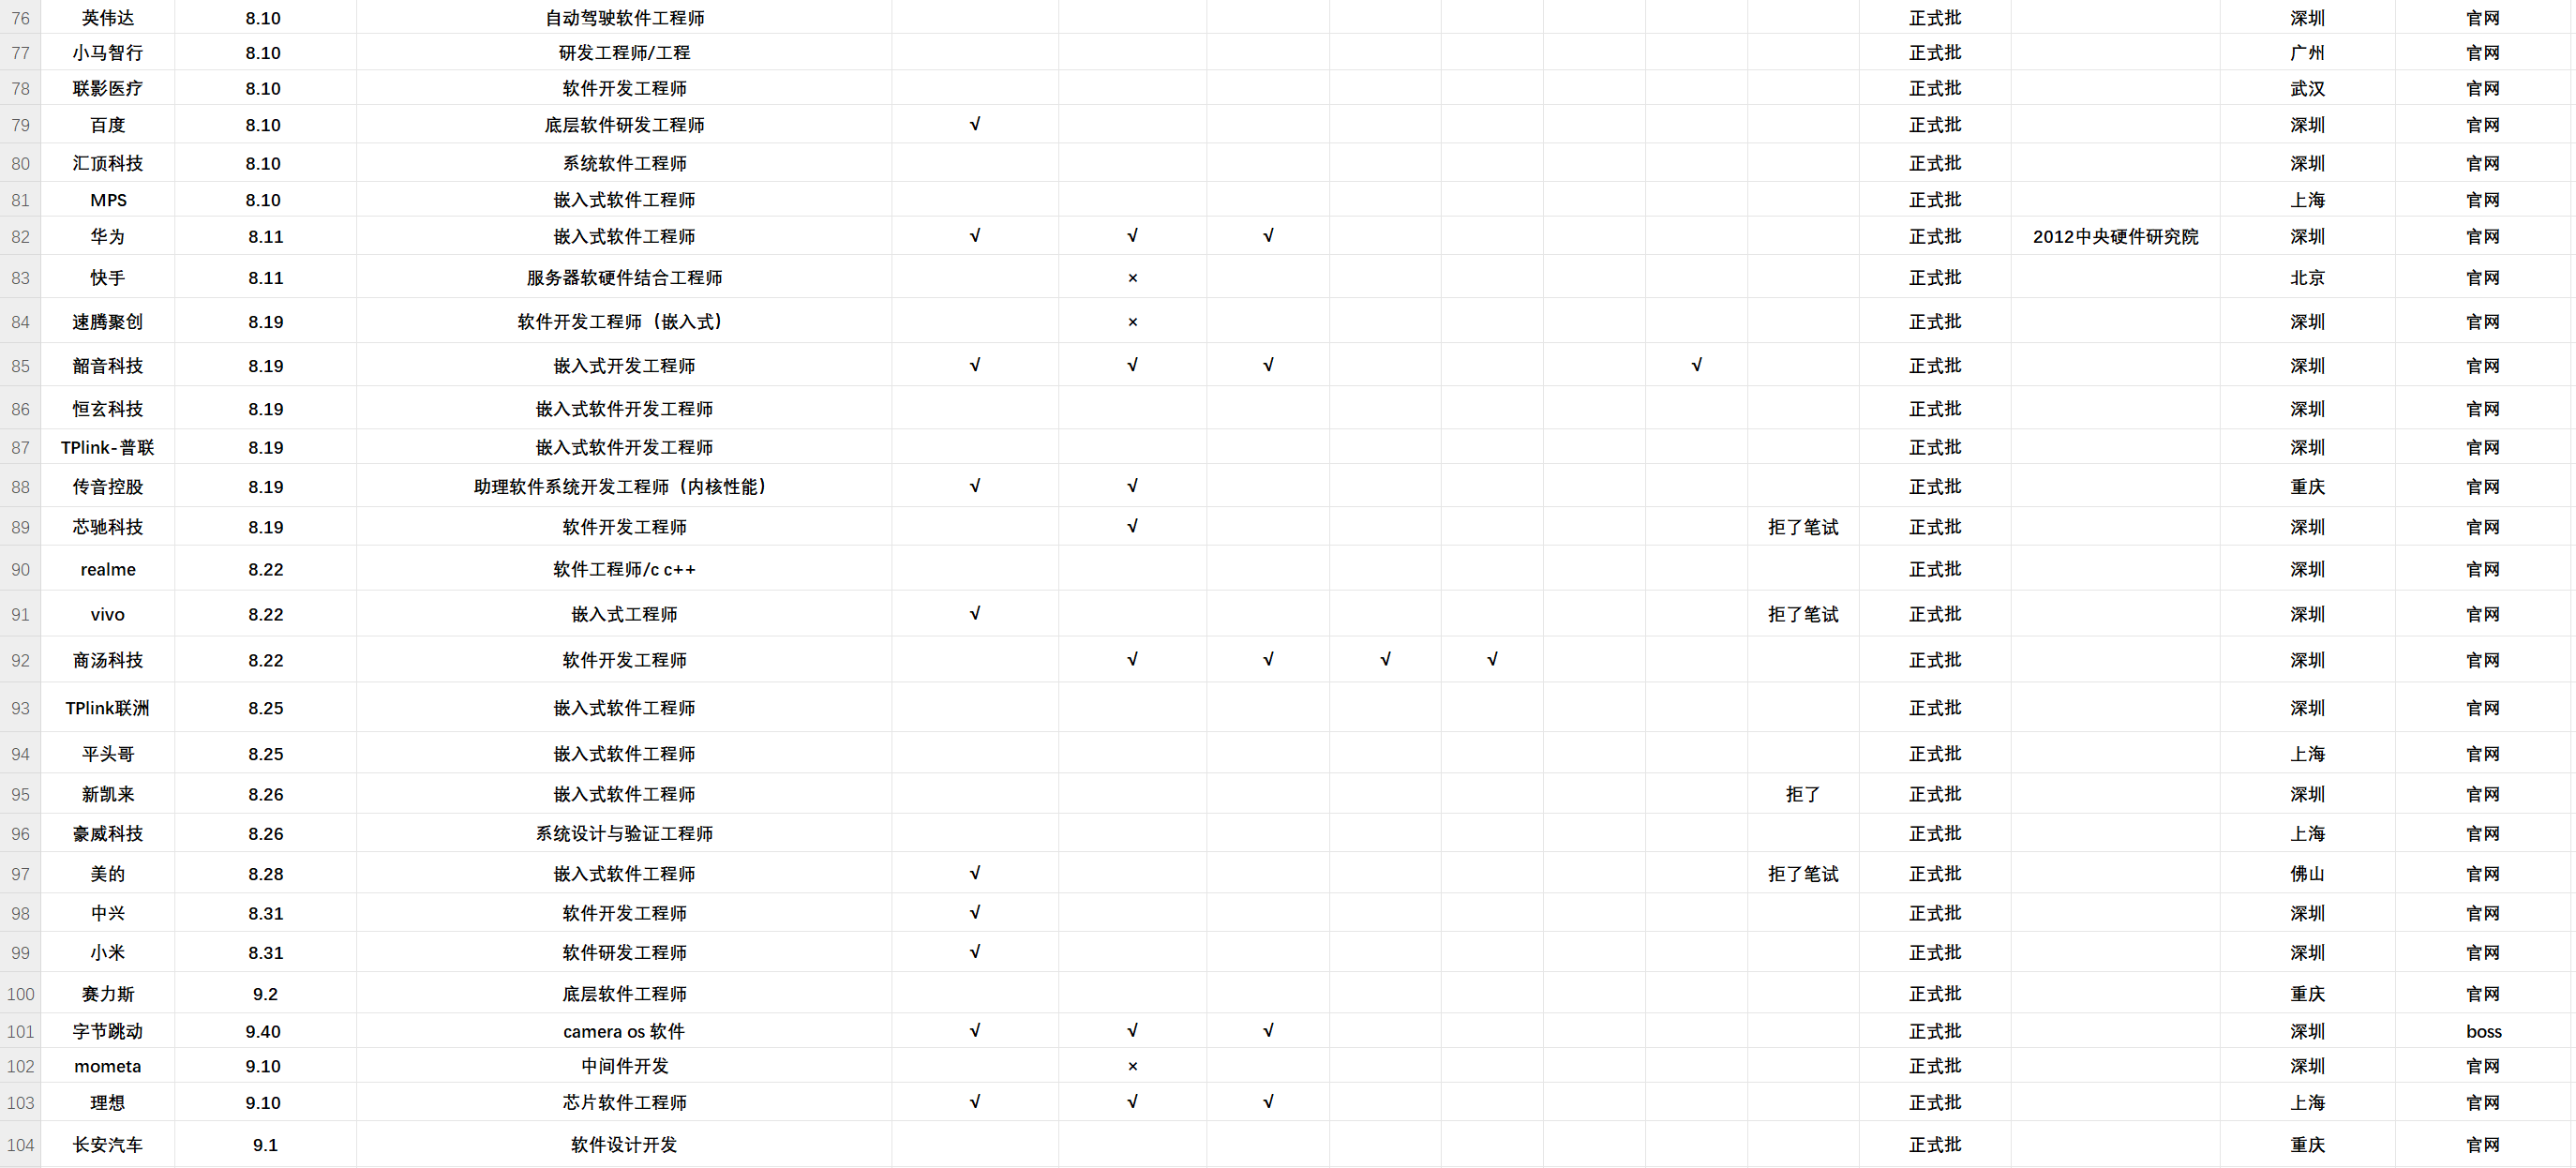 76 英伟达 8.10 自动驾驶软件工程师 正式批 深圳 官网
77 小马智行 8.10 研发工程师/工程 正式批 广州 官网
78 联影医疗 8.10 软件开发工程师 正式批 武汉 官网
79 百度 8.10 底层软件研发工程师 √ 正式批 深圳 官网
80 汇顶科技 8.10 系统软件工程师 正式批 深圳 官网
81 MPS 8.10 嵌入式软件工程师 正式批 上海 官网
82 华为 8.11 嵌入式软件工程师 √ √ √ 正式批 2012中央硬件研究院 深圳 官网
83 快手 8.11 服务器软硬件结合工程师 × 正式批 北京 官网
84 速腾聚创 8.19 软件开发工程师（嵌入式） × 正式批 深圳 官网
85 韶音科技 8.19 嵌入式开发工程师 √ √ √ √ 正式批 深圳 官网
86 恒玄科技 8.19 嵌入式软件开发工程师 正式批 深圳 官网
87 TPlink-普联 8.19 嵌入式软件开发工程师 正式批 深圳 官网
88 传音控股 8.19 助理软件系统开发工程师（内核性能） √ √ 正式批 重庆 官网
89 芯驰科技 8.19 软件开发工程师 √ 拒了笔试 正式批 深圳 官网
90 realme 8.22 软件工程师/c c++ 正式批 深圳 官网
91 vivo 8.22 嵌入式工程师 √ 拒了笔试 正式批 深圳 官网
92 商汤科技 8.22 软件开发工程师 √ √ √ √ 正式批 深圳 官网
93 TPlink联洲 8.25 嵌入式软件工程师 正式批 深圳 官网
94 平头哥 8.25 嵌入式软件工程师 正式批 上海 官网
95 新凯来 8.26 嵌入式软件工程师 拒了 正式批 深圳 官网
96 豪威科技 8.26 系统设计与验证工程师 正式批 上海 官网
97 美的 8.28 嵌入式软件工程师 √ 拒了笔试 正式批 佛山 官网
98 中兴 8.31 软件开发工程师 √ 正式批 深圳 官网
99 小米 8.31 软件研发工程师 √ 正式批 深圳 官网
100 赛力斯 9.2 底层软件工程师 正式批 重庆 官网
101 字节跳动 9.40 camera os 软件 √ √ √ 正式批 深圳 boss
102 mometa 9.10 中间件开发 × 正式批 深圳 官网
103 理想 9.10 芯片软件工程师 √ √ √ 正式批 上海 官网
104 长安汽车 9.1 软件设计开发 正式批 重庆 官网